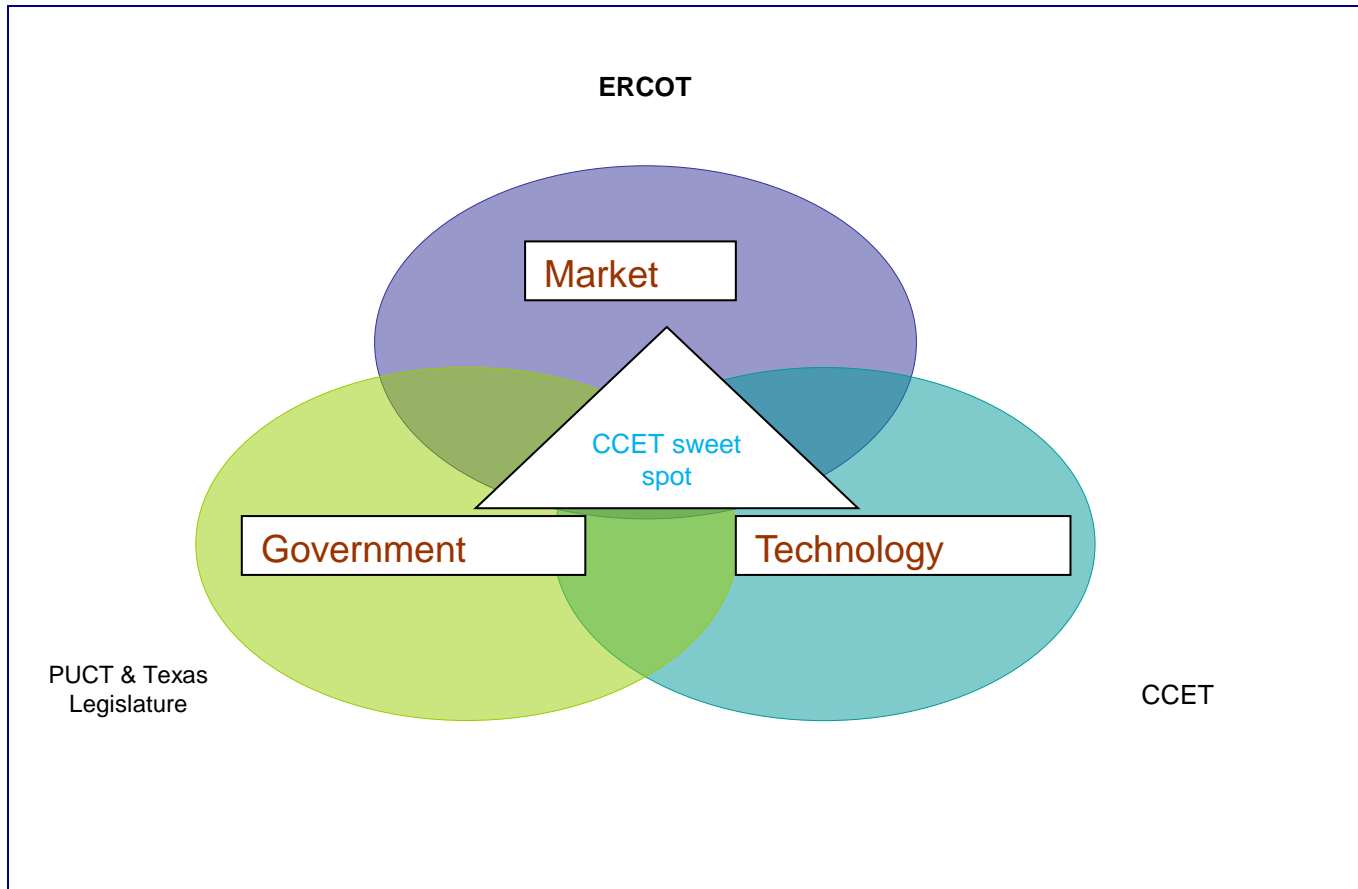 ERCOT
Market
CCET sweet
spot
Government
Technology
PUCT & Texas
Legislature
CCET